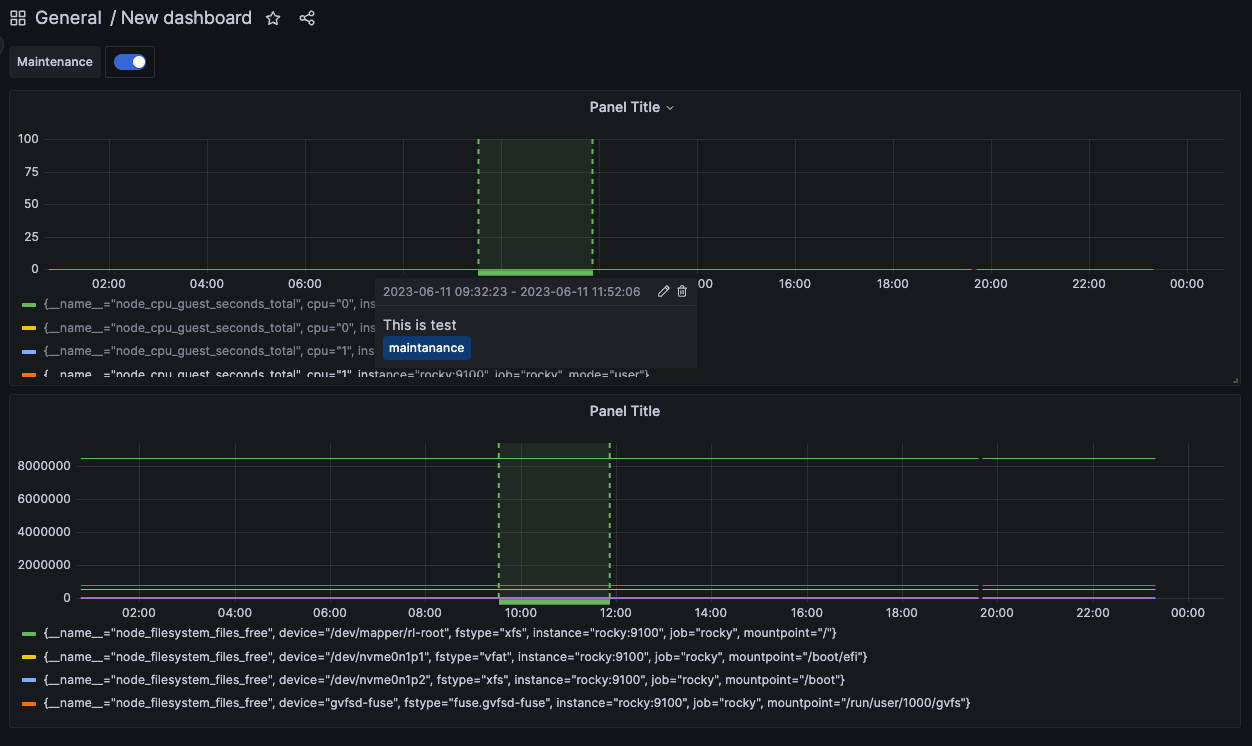 General / New dashboard
Maintenance
Panel Title
100
75
50
25
0
02:00 04:00 06:00 00 16:00 18:00 20:00 22:00 00:00
2023-06-11 09:32:23 - 2023-06-11 11:52:06
This is test
maintanance
{__name__="node_cpu_guest_seconds_total", cpu="0", ins
{__name__="node_cpu_guest_seconds_total", cpu="0", ins
{__name__="node_cpu_guest_seconds_total", cpu="1", ins
{__name__="node_cpu_guest_seconds_total", cpu="1", instance="rocky:9100", job="rocky", mode="user"}
Panel Title
8000000
6000000
4000000
2000000
0
02:00 04:00 06:00 08:00 10:00 12:00 14:00 16:00 18:00 20:00 22:00 00:00
{__name__="node_filesystem_files_free", device="/dev/mapper/rl-root", fstype="xfs", instance="rocky:9100", job="rocky", mountpoint="/"}
{__name__="node_filesystem_files_free", device="/dev/nvme0n1p1", fstype="vfat", instance="rocky:9100", job="rocky", mountpoint="/boot/efi"}
{__name__="node_filesystem_files_free", device="/dev/nvme0n1p2", fstype="xfs", instance="rocky:9100", job="rocky", mountpoint="/boot"}
{__name__="node_filesystem_files_free", device="gvfsd-fuse", fstype="fuse.gvfsd-fuse", instance="rocky:9100", job="rocky", mountpoint="/run/user/1000/gvfs"}